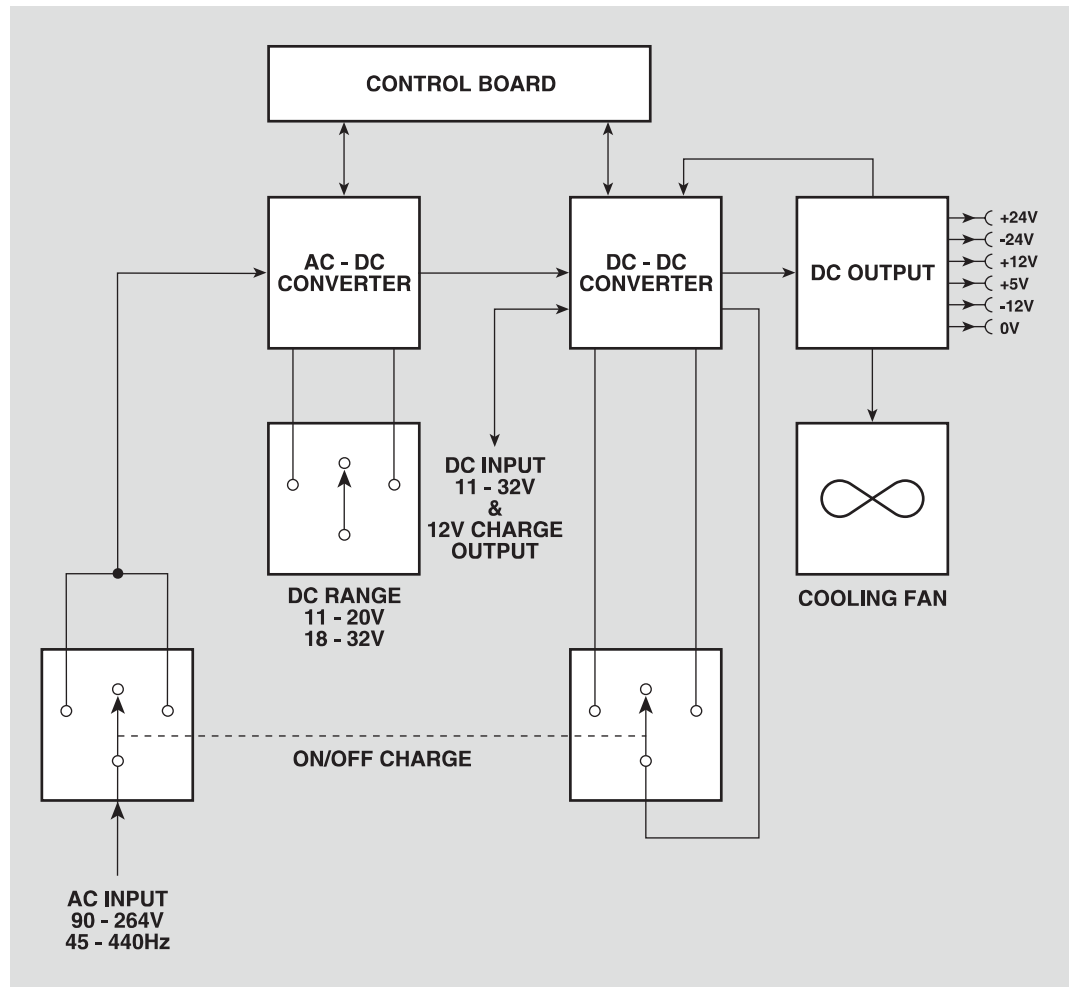 CONTROL BOARD
AC - DC
CONVERTER
DC - DC
CONVERTER
DC OUTPUT
+24V
-24V
+12V
+5V
-12V
0V
DC INPUT
11 - 32V
&
12V CHARGE
OUTPUT
DC RANGE
11 - 20V
18 - 32V
COOLING FAN
ON/OFF CHARGE
AC INPUT
90 - 264V
45 - 440Hz